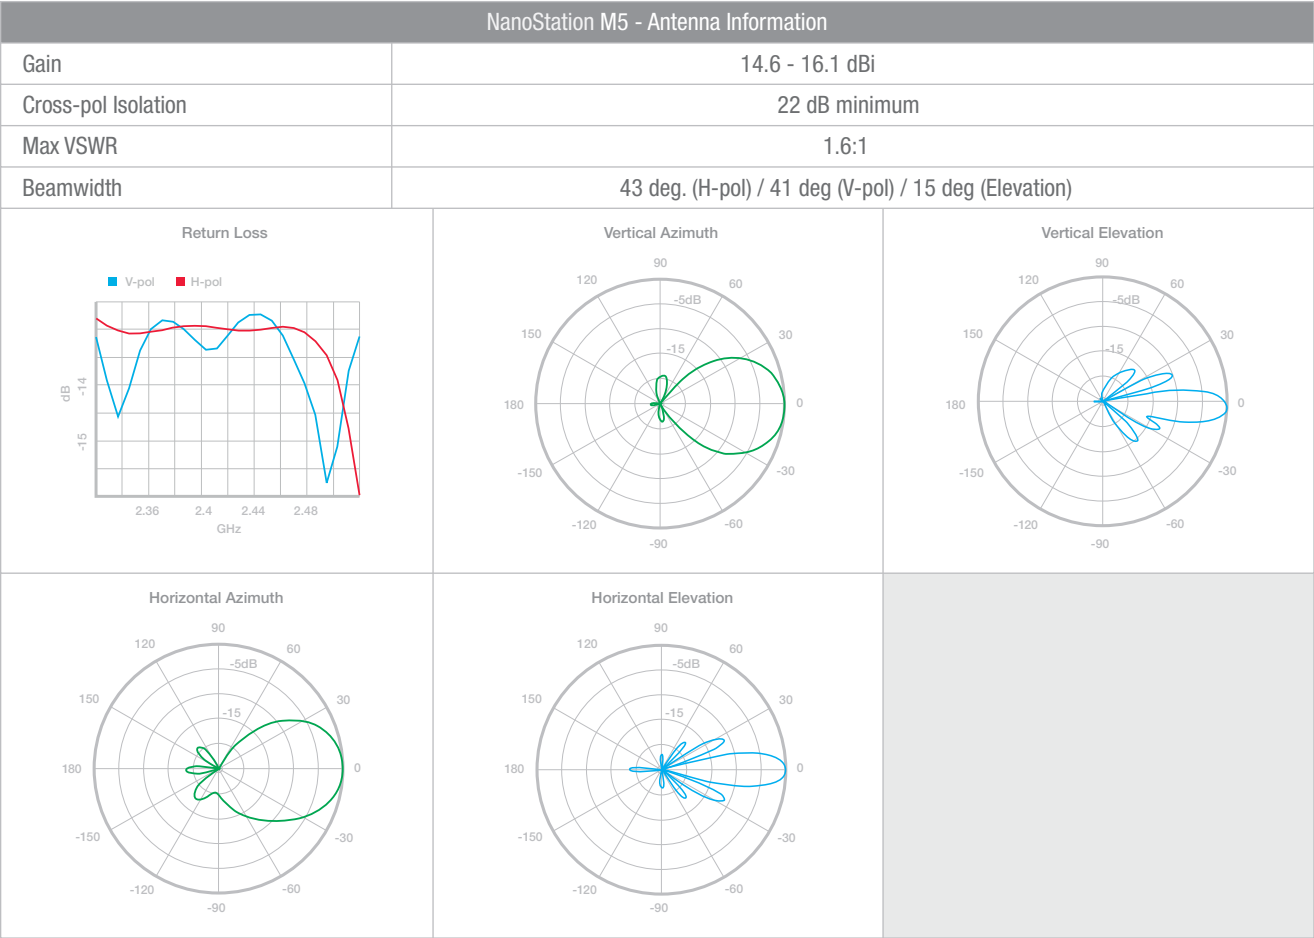 NanoStation M5 - Antenna Information
Gain 14.6 - 16.1 dBi
Cross-pol Isolation 22 dB minimum
Max VSWR 1.6:1
Beamwidth 43 deg. (H-pol) / 41 deg (V-pol) / 15 deg (Elevation)
Return Loss
V-pol H-pol
dB
-14
-15
2.36 2.4 2.44 2.48
GHz
Vertical Azimuth
90
120 60
-5dB
150 30
-15
180 0
-150 -30
-120 -60
-90
Vertical Elevation
90
120 60
-5dB
150 30
-15
180 0
-150 -30
-120 -60
-90
Horizontal Azimuth
90
120 60
-5dB
150 30
-15
180 0
-150 -30
-120 -60
-90
Horizontal Elevation
90
120 60
-5dB
150 30
-15
180 0
-150 -30
-120 -60
-90